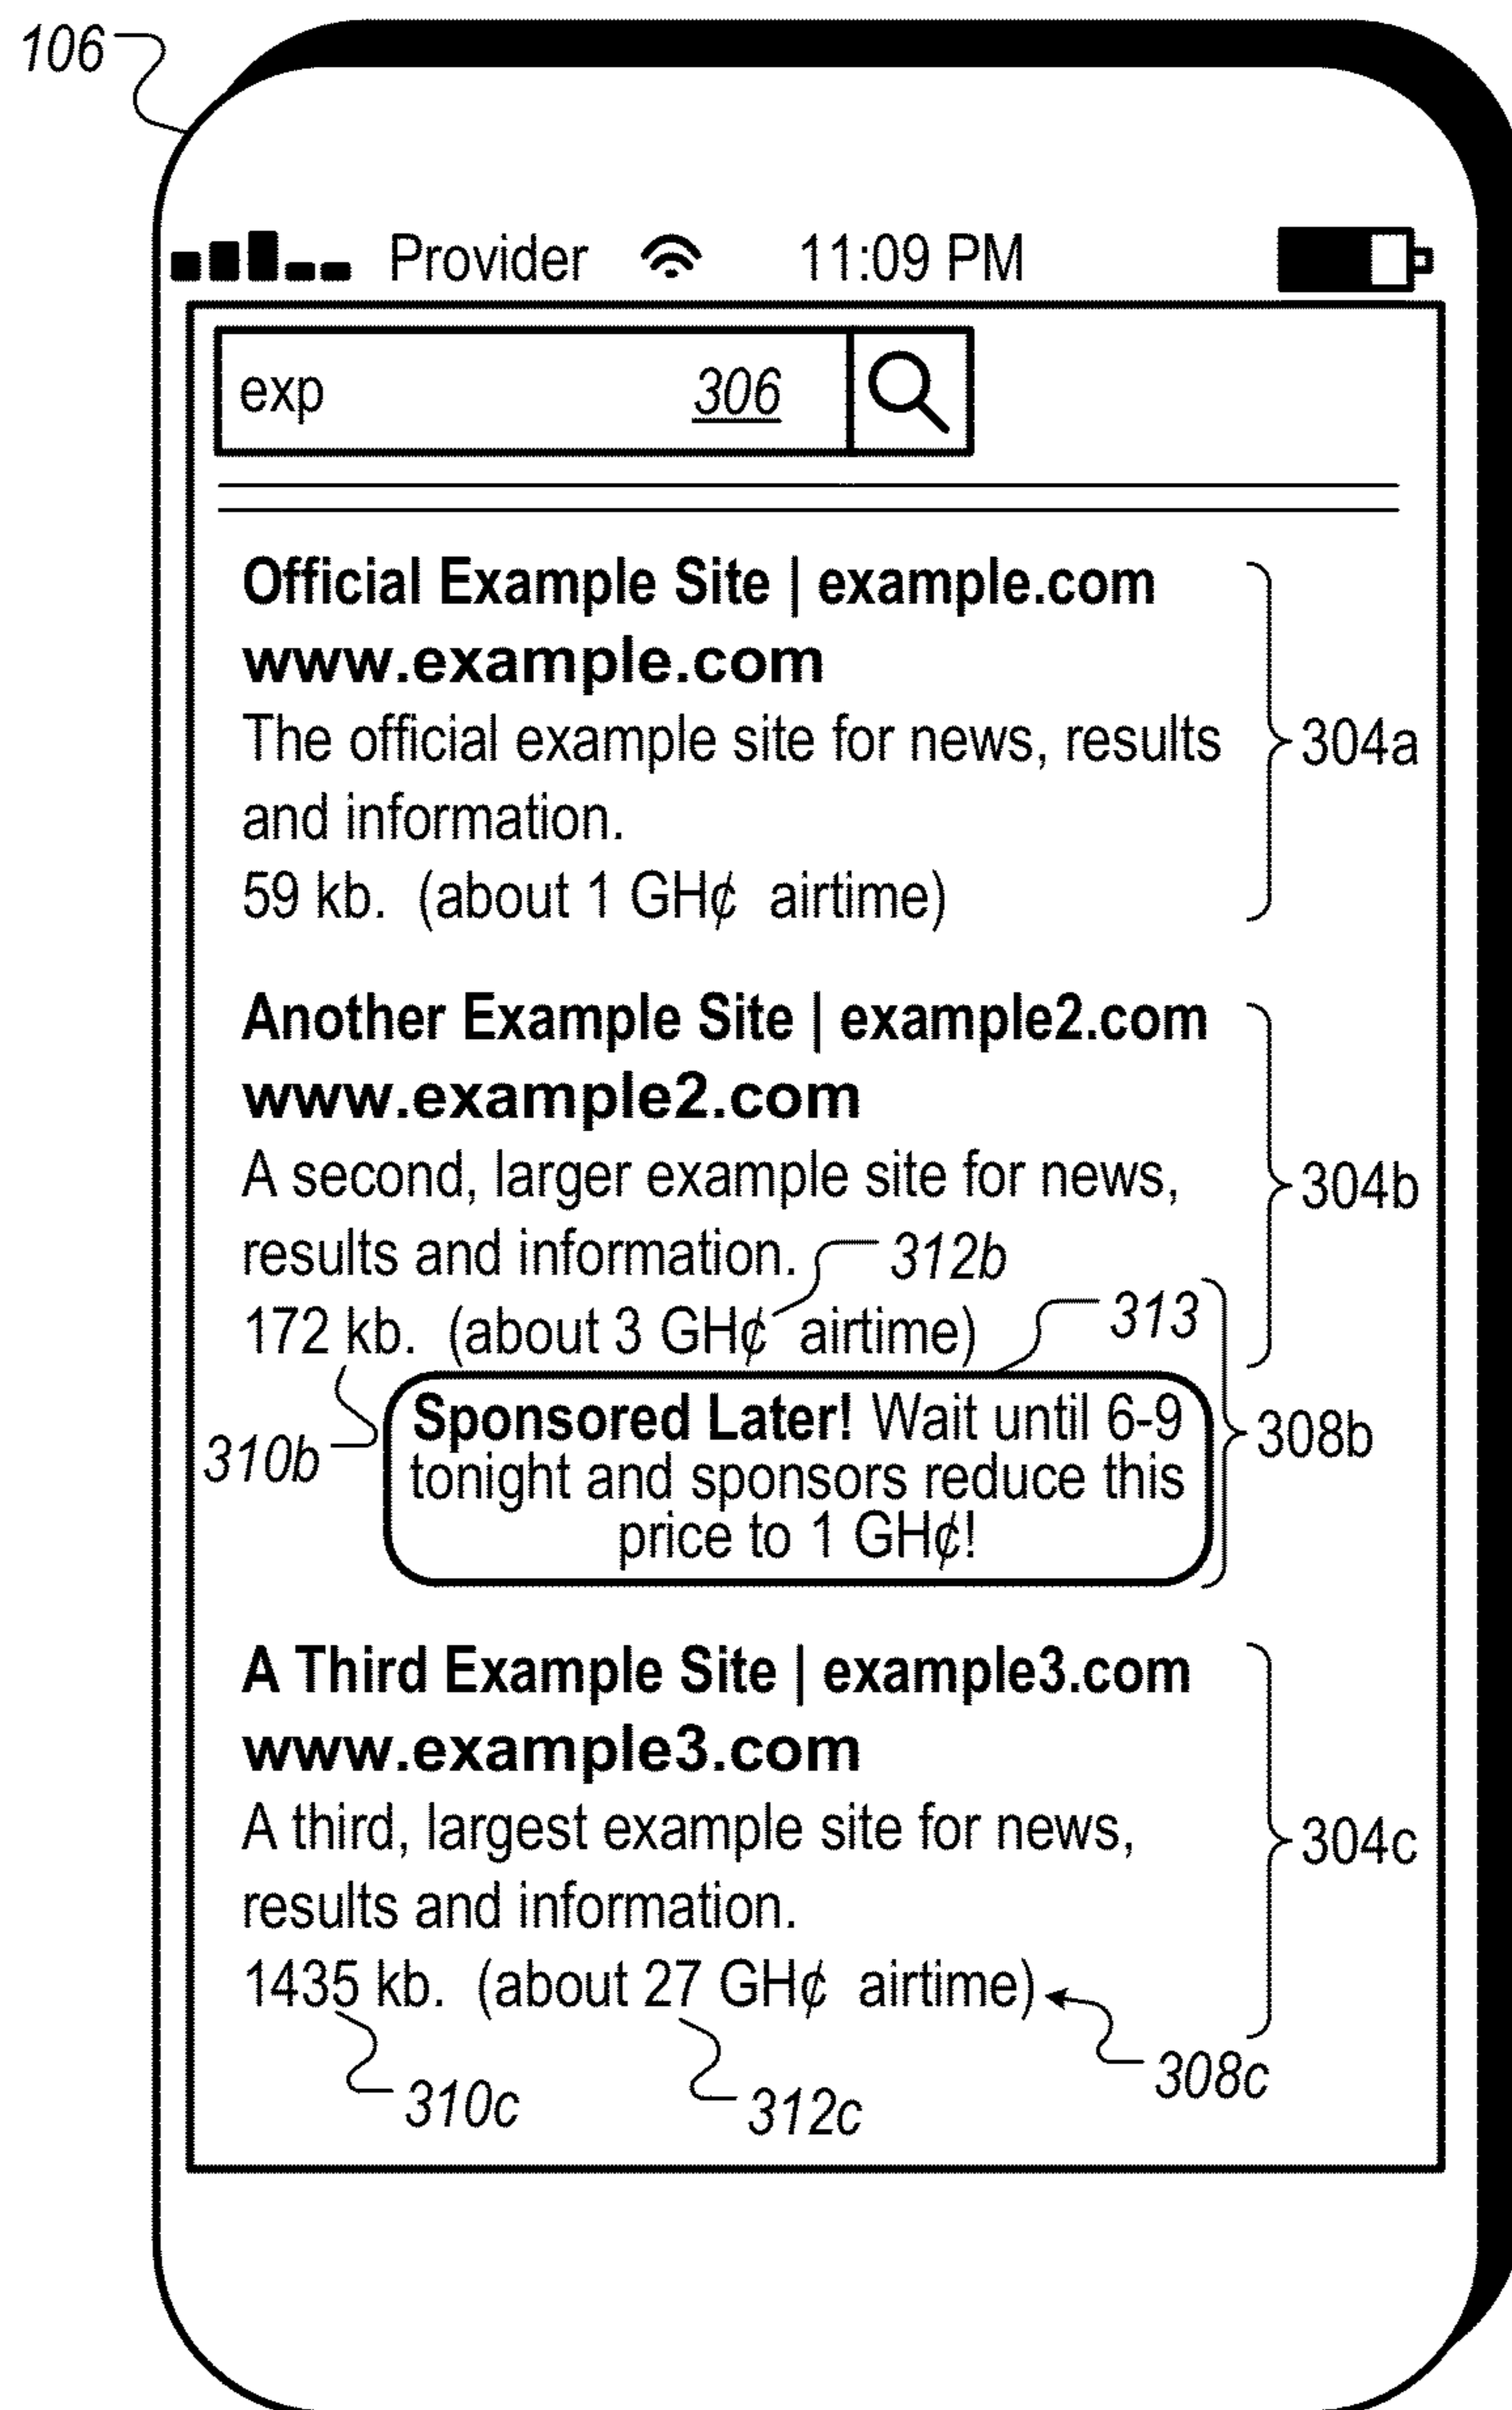 106
Provider 11:09 PM
exp 306
Official Example Site | example.com
www.example.com
The official example site for news, results
304a
and information.
59 kb. (about 1 GH¢ airtime)
Another Example Site | example2.com
www.example2.com
A second, larger example site for news,
304b
results and information.
312b
172 kb. (about 3 GH¢ airtime)
313
Sponsored Later! Wait until 6-9
308b
310b
tonight and sponsors reduce this
price to 1 GH¢!
A Third Example Site | example3.com
www.example3.com
A third, largest example site for news,
304c
results and information.
1435 kb. (about 27 GH¢ airtime)
308c
310c
312c